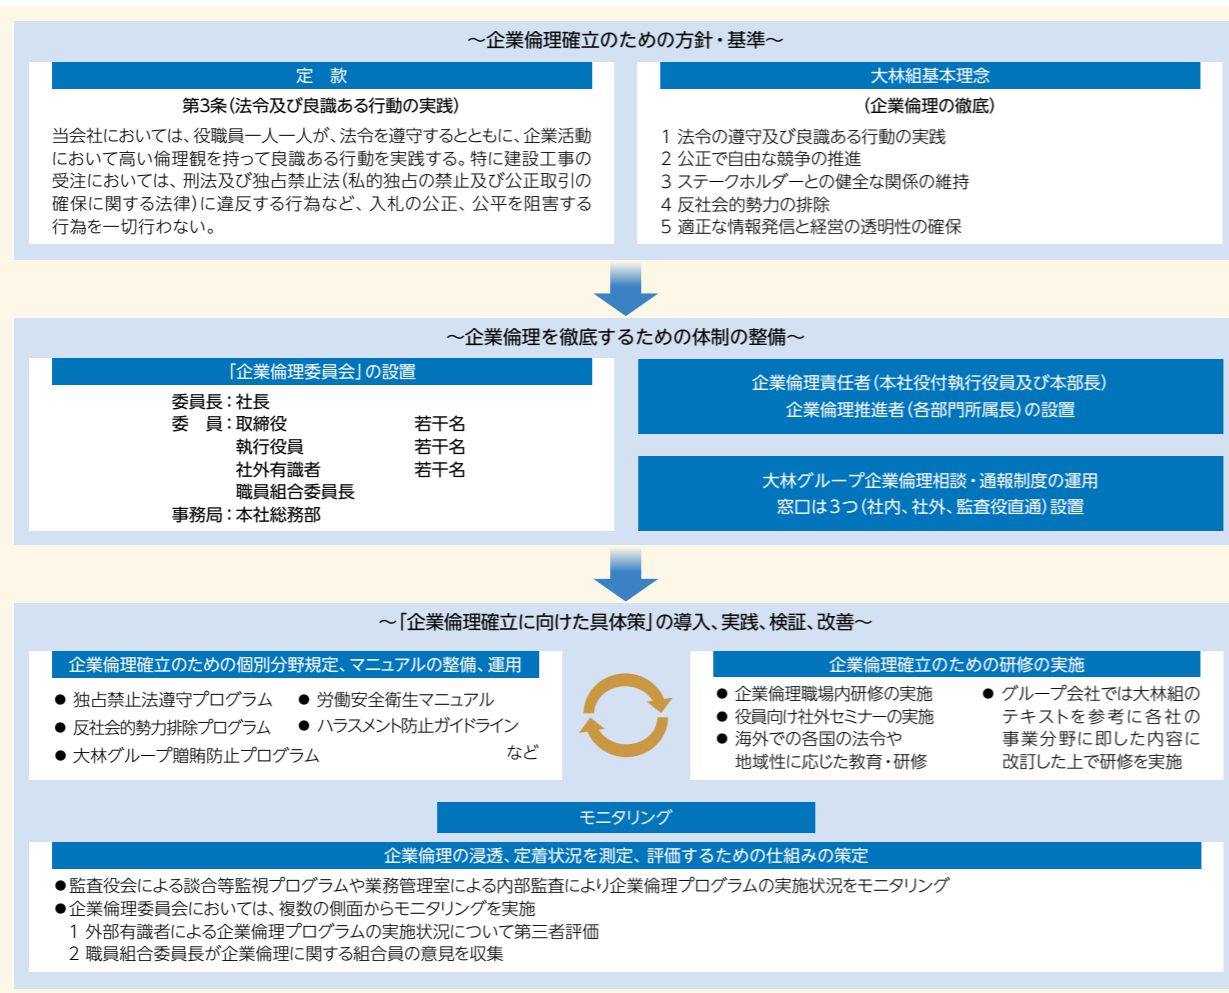 ～企業倫理確立のための方針・基準～
定　款
第3条（法令及び良識ある行動の実践）
当会社においては、役職員一人一人が、法令を遵守するとともに、企業活動
において高い倫理観を持って良識ある行動を実践する。特に建設工事の
受注においては、刑法及び独占禁止法（私的独占の禁止及び公正取引の
確保に関する法律）に違反する行為など、入札の公正、公平を阻害する
行為を一切行わない。
大林組基本理念
（企業倫理の徹底）
1 法令の遵守及び良識ある行動の実践
2 公正で自由な競争の推進
3 ステークホルダーとの健全な関係の維持
4 反社会的勢力の排除
5 適正な情報発信と経営の透明性の確保
～企業倫理を徹底するための体制の整備～
「企業倫理委員会」の設置
委員長：社長
委　員：取締役　若干名
執行役員　若干名
社外有識者　若干名
職員組合委員長
事務局：本社総務部
企業倫理責任者（本社役付執行役員及び本部長）
企業倫理推進者（各部門所属長）の設置
大林グループ企業倫理相談・通報制度の運用
窓口は3つ（社内、社外、監査役直通）設置
～「企業倫理確立に向けた具体策」の導入、実践、検証、改善～
企業倫理確立のための個別分野規定、マニュアルの整備、運用
● 独占禁止法遵守プログラム
● 反社会的勢力排除プログラム
● 大林グループ贈賄防止プログラム
● 労働安全衛生マニュアル
● ハラスメント防止ガイドライン
など
企業倫理確立のための研修の実施
● 企業倫理職場内研修の実施
● 役員向け社外セミナーの実施
● 海外での各国の法令や
地域性に応じた教育・研修
● グループ会社では大林組の
テキストを参考に各社の
事業分野に即した内容に
改訂した上で研修を実施
モニタリング
企業倫理の浸透、定着状況を測定、評価するための仕組みの策定
●監査役会による談合等監視プログラムや業務管理室による内部監査により企業倫理プログラムの実施状況をモニタリング
●企業倫理委員会においては、複数の側面からモニタリングを実施
1 外部有識者による企業倫理プログラムの実施状況について第三者評価
2 職員組合委員長が企業倫理に関する組合員の意見を収集